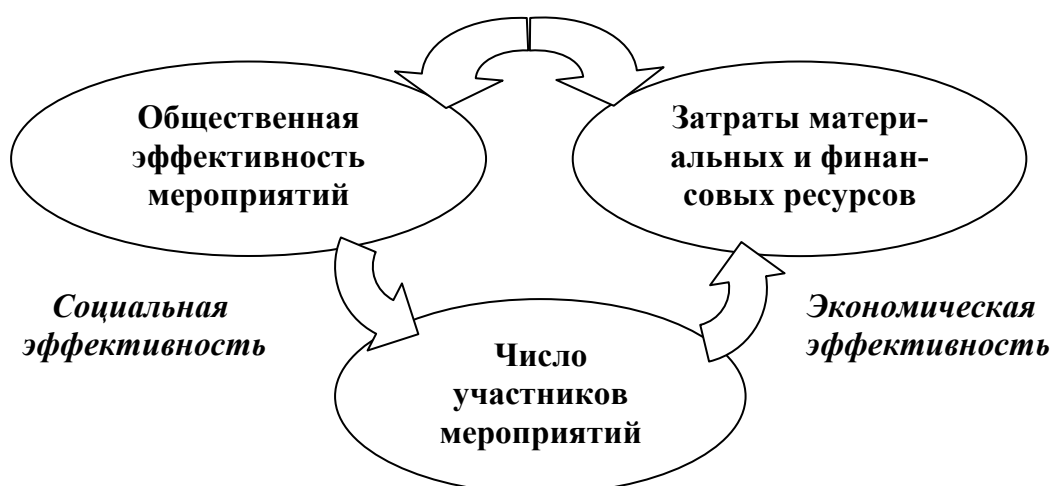 Общественная
эффективность
мероприятий
Затраты матери-
альных и финан-
совых ресурсов
Социальная
эффективность
Экономическая
эффективность
Число
участников
мероприятий